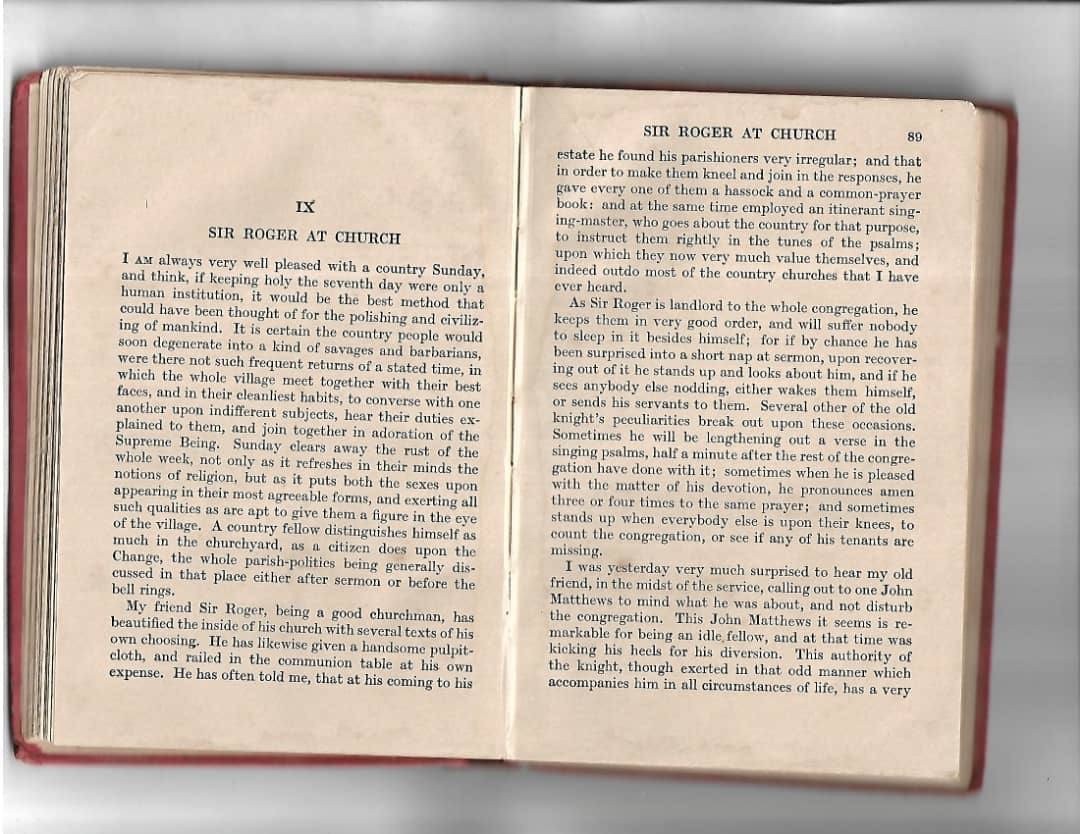 IX
SIR ROGER AT CHURCH
I AM always very well pleased with a country Sunday,
and think, if keeping holy the seventh day were only a
human institution, it would be the best method that
could have been thought of for the polishing and civiliz-
ing of mankind. It is certain the country people would
soon degenerate into a kind of savages and barbarians,
were there not such frequent returns of a stated time, in
which the whole village meet together with their best
faces, and in their cleanliest habits, to converse with one
another upon indifferent subjects, hear their duties ex-
plained to them, and join together in adoration of the
Supreme Being. Sunday clears away the rust of the
whole week, not only as it refreshes in their minds the
notions of religion, but as it puts both the sexes upon
appearing in their most agreeable forms, and exerting all
such qualities as are apt to give them a figure in the eye
of the village. A country fellow distinguishes himself as
much in the churchyard, as a citizen does upon the
Change, the whole parish-politics being generally dis-
cussed in that place either after sermon or before the
bell rings.
My friend Sir Roger, being a good churchman, has
beautified the inside of his church with several texts of his
own choosing. He has likewise given a handsome pulpit-
cloth, and railed in the communion table at his own
expense. He has often told me, that at his coming to his
SIR ROGER AT CHURCH 89
estate he found his parishioners very irregular; and that
in order to make them kneel and join in the responses, he
gave every one of them a hassock and a common-prayer
book: and at the same time employed an itinerant sing-
ing-master, who goes about the country for that purpose,
to instruct them rightly in the tunes of the psalms;
upon which they now very much value themselves, and
indeed outdo most of the country churches that I have
ever heard.
As Sir Roger is landlord to the whole congregation, he
keeps them in very good order, and will suffer nobody
to sleep in it besides himself; for if by chance he has
been surprised into a short nap at sermon, upon recover-
ing out of it he stands up and looks about him, and if he
sees anybody else nodding, either wakes them himself,
or sends his servants to them. Several other of the old
knight's peculiarities break out upon these occasions.
Sometimes he will be lengthening out a verse in the
singing psalms, half a minute after the rest of the congre-
gation have done with it; sometimes when he is pleased
with the matter of his devotion, he pronounces amen
three or four times to the same prayer; and sometimes
stands up when everybody else is upon their knees, to
count the congregation, or see if any of his tenants are
missing.
I was yesterday very much surprised to hear my old
friend, in the midst of the service, calling out to one John
Matthews to mind what he was about, and not disturb
the congregation. This John Matthews it seems is re-
markable for being an idle fellow, and at that time was
kicking his heels for his diversion. This authority of
the knight, though exerted in that odd manner which
accompanies him in all circumstances of life, has a very